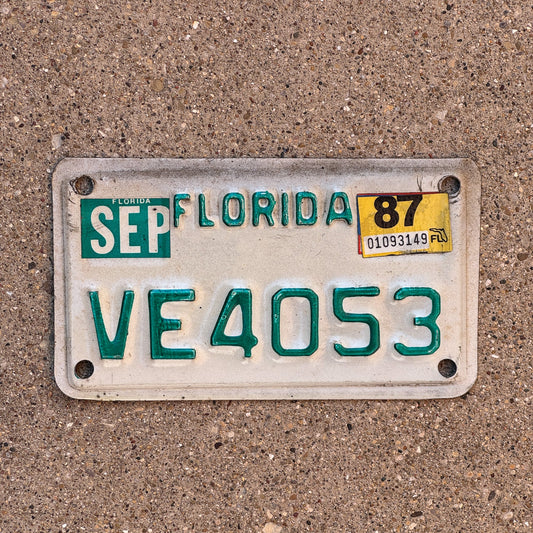 FLORIDA
SEP
FLORIDA
87
01093149 FL
VE4053